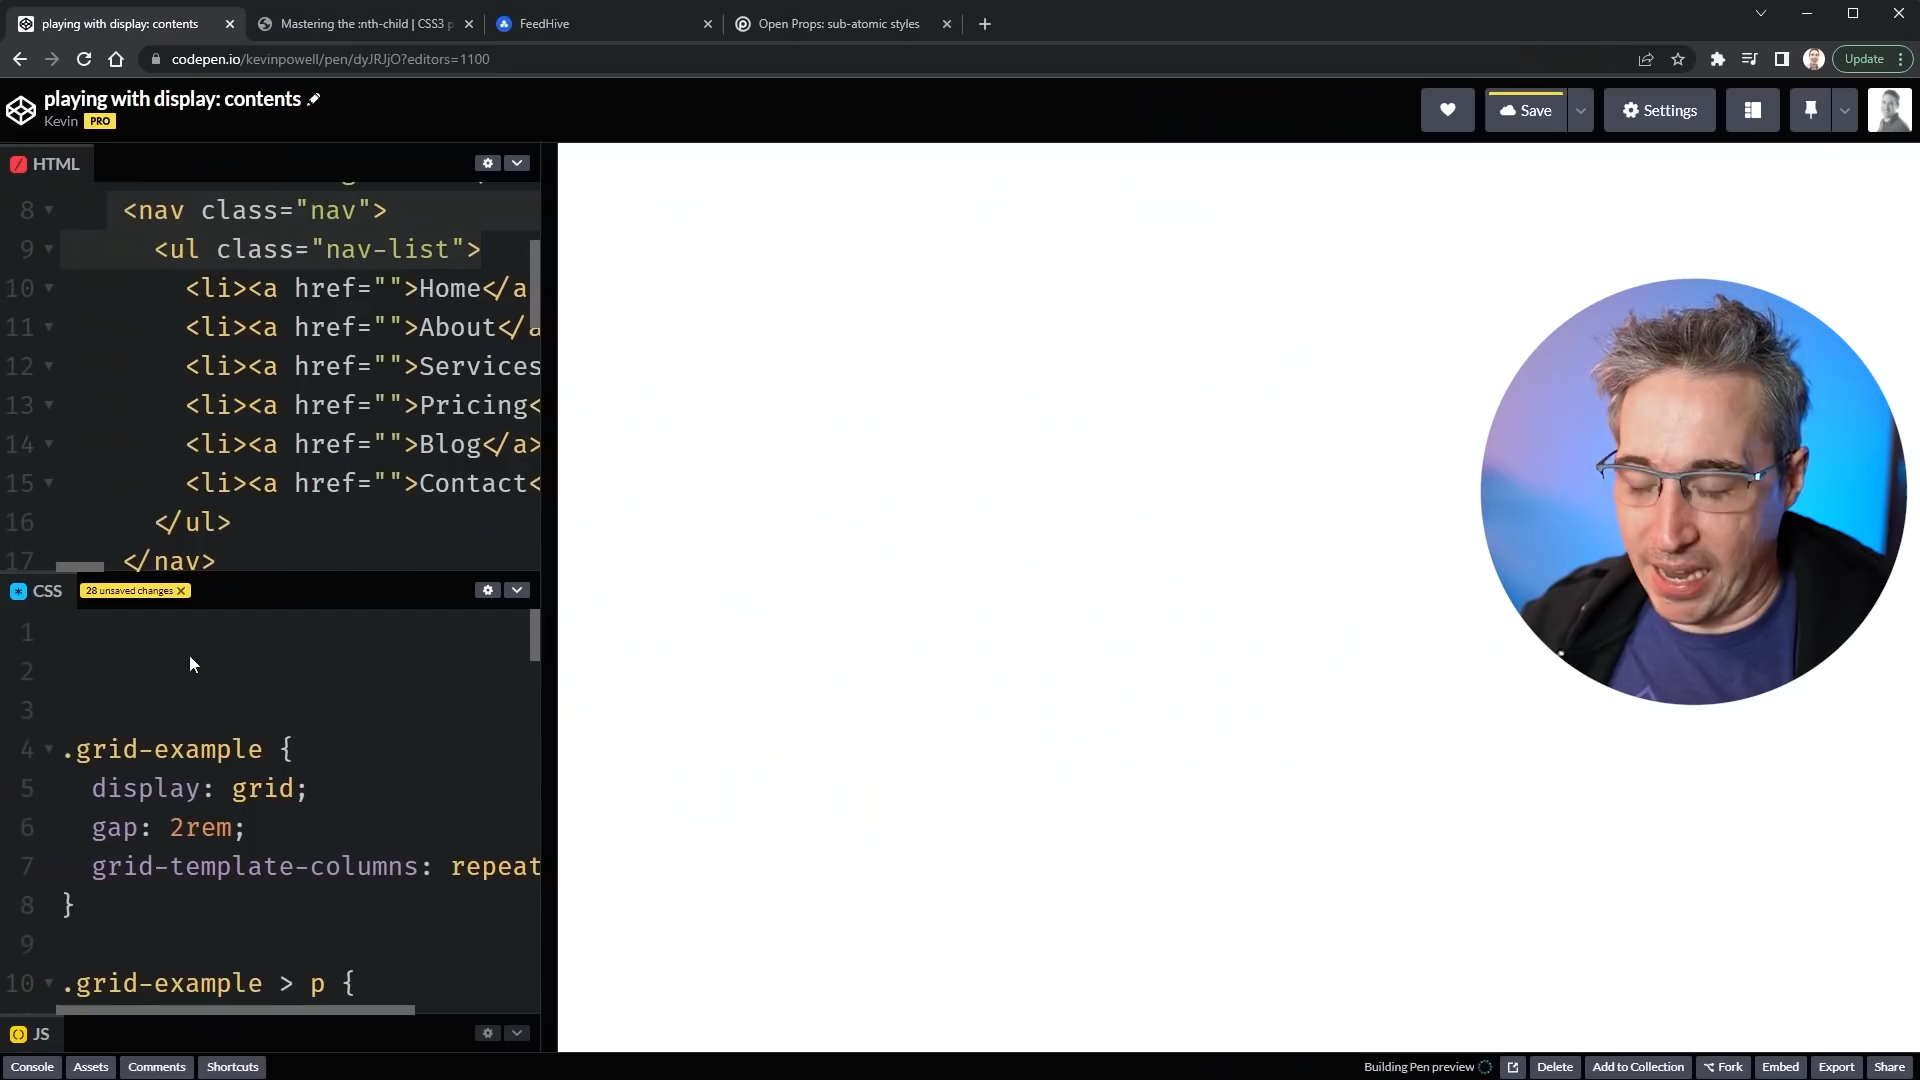 playing with display: contents
Mastering the :nth-child | CSS3 p
FeedHive
Open Props: sub-atomic styles
codepen.io/kevinpowell/pen/dyJRJjO?editors=1100
Update
playing with display: contents
Kevin PRO
Save
Settings
HTML
8 <nav class="nav">
9 <ul class="nav-list">
10 <li><a href="">Home</a
11 <li><a href="">About</a
12 <li><a href="">Services
13 <li><a href="">Pricing<
14 <li><a href="">Blog</a>
15 <li><a href="">Contact<
16 </ul>
17 </nav>
CSS 28 unsaved changes
1
2
3
4 .grid-example {
5 display: grid;
6 gap: 2rem;
7 grid-template-columns: repeat
8 }
9
10 .grid-example > p {
JS
Console Assets Comments Shortcuts
Building Pen preview Delete Add to Collection Fork Embed Export Share